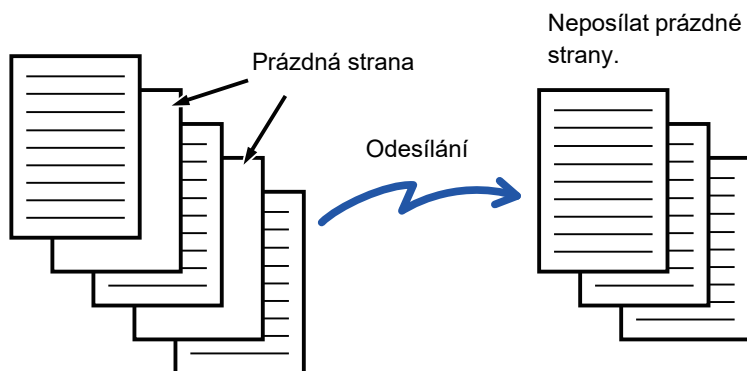 Neposílat prázdné
strany.
Prázdná strana
Odesílání